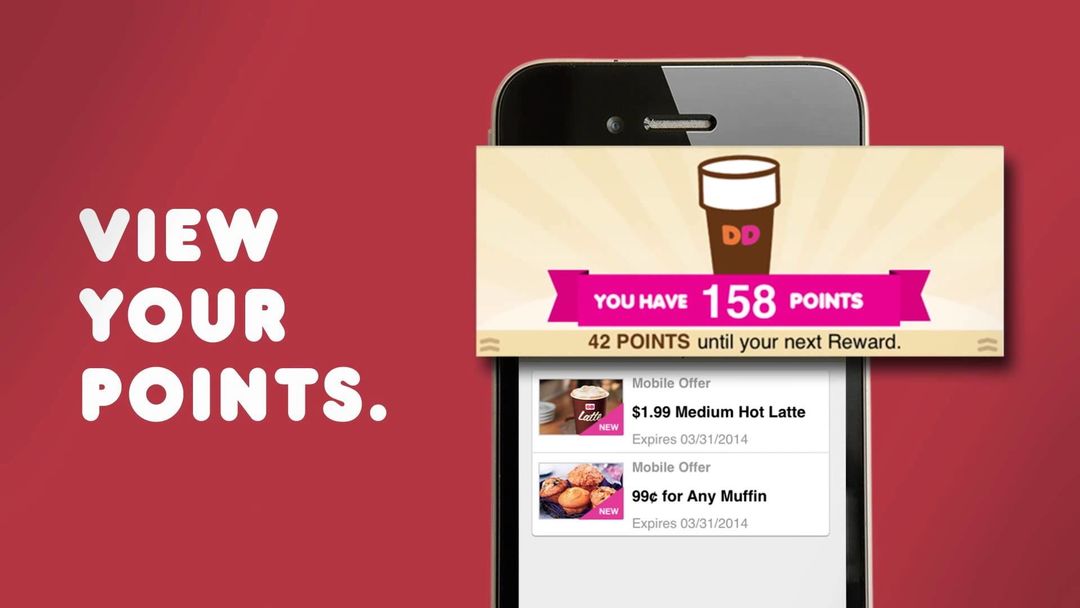 VIEW
YOUR
POINTS.
DD
YOU HAVE 158 POINTS
42 POINTS until your next Reward.
Mobile Offer
$1.99 Medium Hot Latte
Expires 03/31/2014
Latte
NEW
Mobile Offer
99¢ for Any Muffin
Expires 03/31/2014
NEW